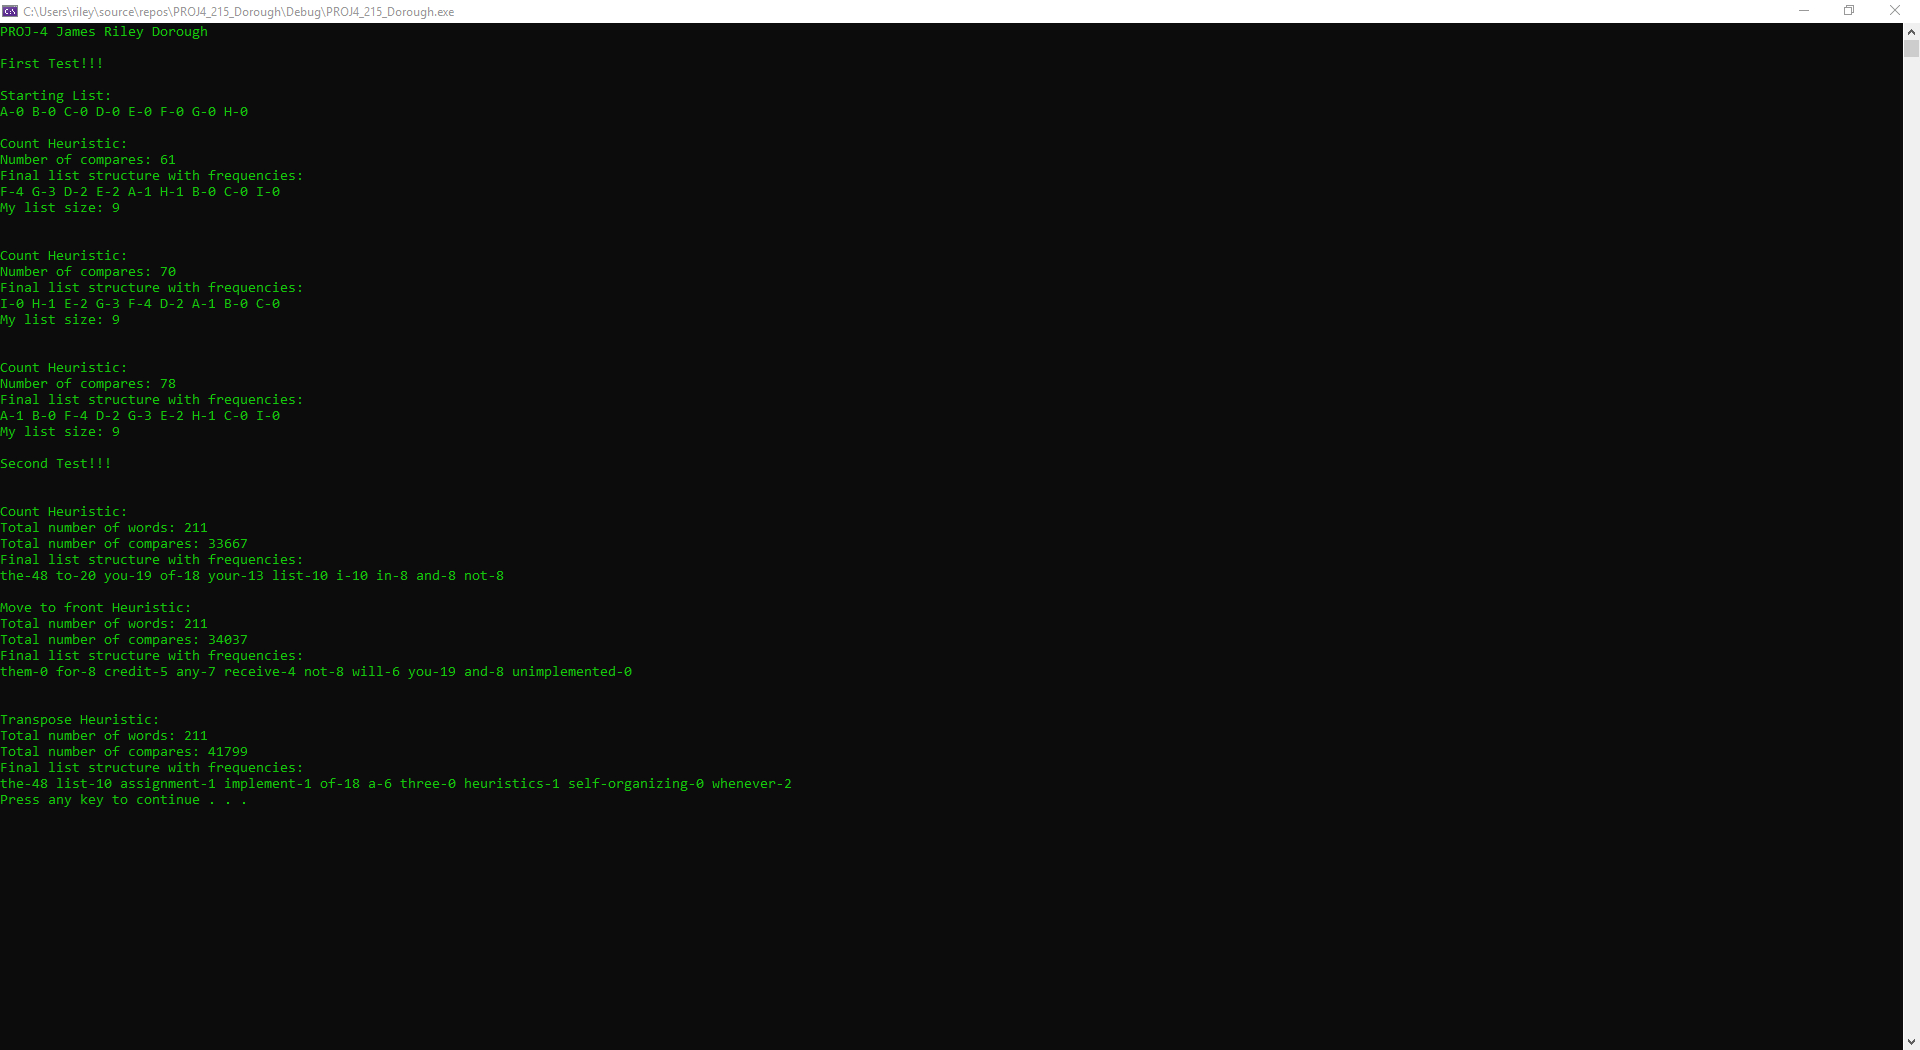 C:\Users\riley\source\repos\PROJ4_215_Dorough\Debug\PROJ4_215_Dorough.exe
PROJ-4 James Riley Dorough
First Test!!!
Starting List:
A-0 B-0 C-0 D-0 E-0 F-0 G-0 H-0
Count Heuristic:
Number of compares: 61
Final list structure with frequencies:
F-4 G-3 D-2 E-2 A-1 H-1 B-0 C-0 I-0
My list size: 9
Count Heuristic:
Number of compares: 70
Final list structure with frequencies:
I-0 H-1 E-2 G-3 F-4 D-2 A-1 B-0 C-0
My list size: 9
Count Heuristic:
Number of compares: 78
Final list structure with frequencies:
A-1 B-0 F-4 D-2 G-3 E-2 H-1 C-0 I-0
My list size: 9
Second Test!!!
Count Heuristic:
Total number of words: 211
Total number of compares: 33667
Final list structure with frequencies:
the-48 to-20 you-19 of-18 your-13 list-10 i-10 in-8 and-8 not-8
Move to front Heuristic:
Total number of words: 211
Total number of compares: 34037
Final list structure with frequencies:
them-0 for-8 credit-5 any-7 receive-4 not-8 will-6 you-19 and-8 unimplemented-0
Transpose Heuristic:
Total number of words: 211
Total number of compares: 41799
Final list structure with frequencies:
the-48 list-10 assignment-1 implement-1 of-18 a-6 three-0 heuristics-1 self-organizing-0 whenever-2
Press any key to continue . . .